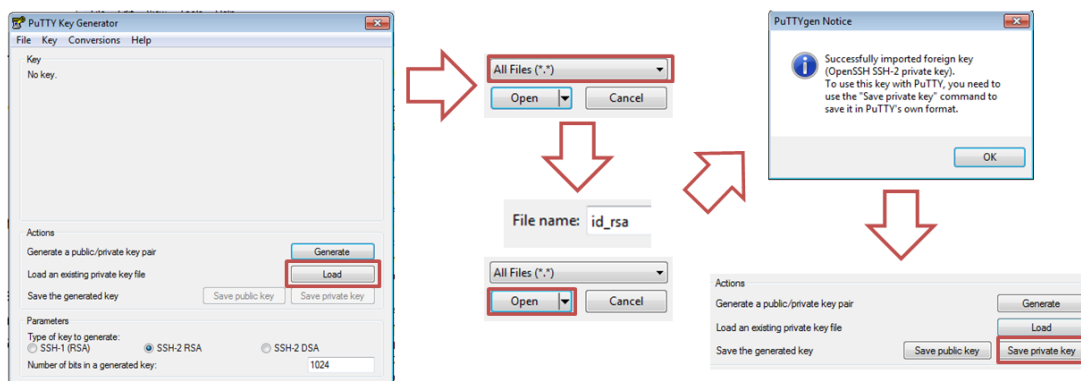 PuTTY Key Generator
File Key Conversions Help
Key
No key.
Actions
Generate a public/private key pair
Generate
Load an existing private key file
Load
Save the generated key
Save public key
Save private key
Parameters
Type of key to generate:
SSH-1 (RSA)
SSH-2 RSA
SSH-2 DSA
Number of bits in a generated key:
1024
All Files (*.*)
Open
Cancel
File name: id_rsa
All Files (*.*)
Open
Cancel
PuTTYgen Notice
Successfully imported foreign key
(OpenSSH SSH-2 private key).
To use this key with PuTTY, you need to
use the "Save private key" command to
save it in PuTTY's own format.
OK
Actions
Generate a public/private key pair
Generate
Load an existing private key file
Load
Save the generated key
Save public key
Save private key